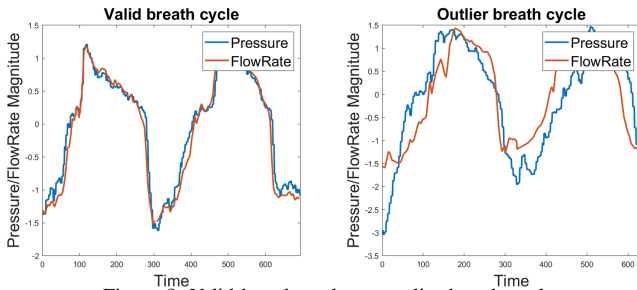 Valid breath cycle
Pressure/FlowRate Magnitude
1.5
1
0.5
0
-0.5
-1
-1.5
-2
Pressure
FlowRate
0 100 200 300 400 500 600
Time
Outlier breath cycle
Pressure/FlowRate Magnitude
1.5
1
0.5
0
-0.5
-1
-1.5
-2
-2.5
-3
-3.5
Pressure
FlowRate
0 100 200 300 400 500 600
Time